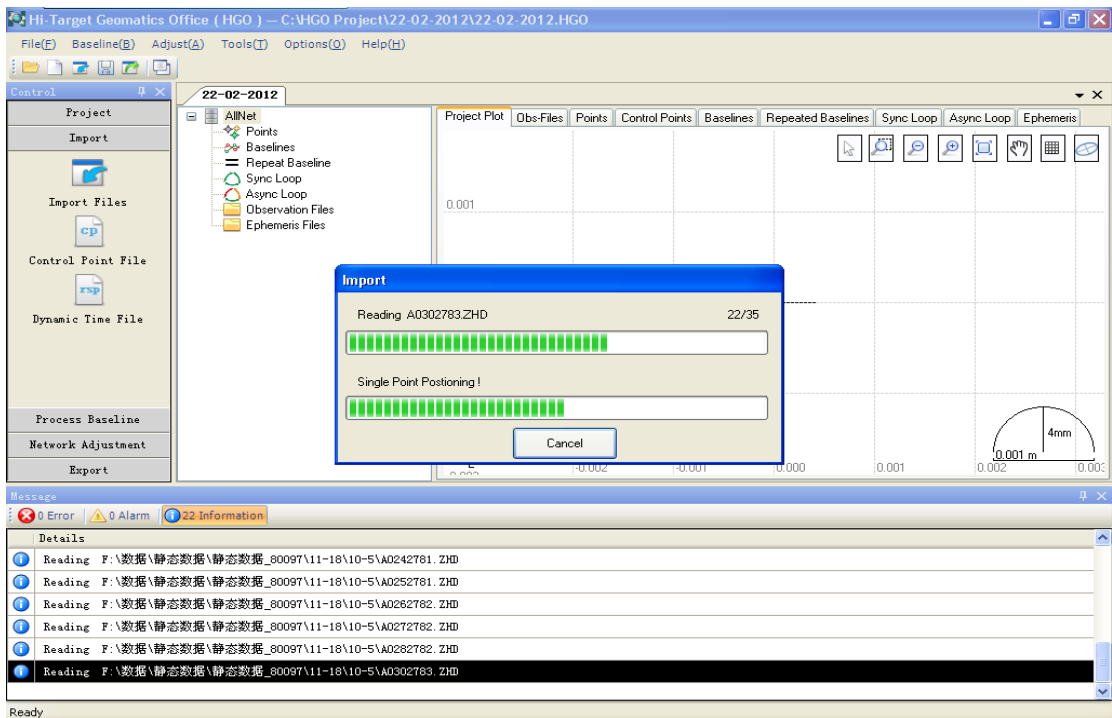 Hi-Target Geomatics Office ( HGO ) — C:\HGO Project\22-02-2012\22-02-2012.HGO
File(F) Baseline(B) Adjust(A) Tools(T) Options(O) Help(H)
Control
Project
Import
Import Files
cp
Control Point File
rsp
Dynamic Time File
Process Baseline
Network Adjustment
Export
22-02-2012
AllNet
Points
Baselines
Repeat Baseline
Sync Loop
Async Loop
Observation Files
Ephemeris Files
Project Plot Obs-Files Points Control Points Baselines Repeated Baselines Sync Loop Async Loop Ephemeris
0.001
Import
Reading A0302783.ZHD 22/35
Single Point Postioning !
Cancel
4mm
0.001 m
-0.002 -0.001 0.000 0.001 0.002
Message
0 Error 0 Alarm 22 Information
Details
Reading F:\数据\静态数据\静态数据_80097\11-18\10-5\A0242781.ZHD
Reading F:\数据\静态数据\静态数据_80097\11-18\10-5\A0252781.ZHD
Reading F:\数据\静态数据\静态数据_80097\11-18\10-5\A0262782.ZHD
Reading F:\数据\静态数据\静态数据_80097\11-18\10-5\A0272782.ZHD
Reading F:\数据\静态数据\静态数据_80097\11-18\10-5\A0282782.ZHD
Reading F:\数据\静态数据\静态数据_80097\11-18\10-5\A0302783.ZHD
Ready